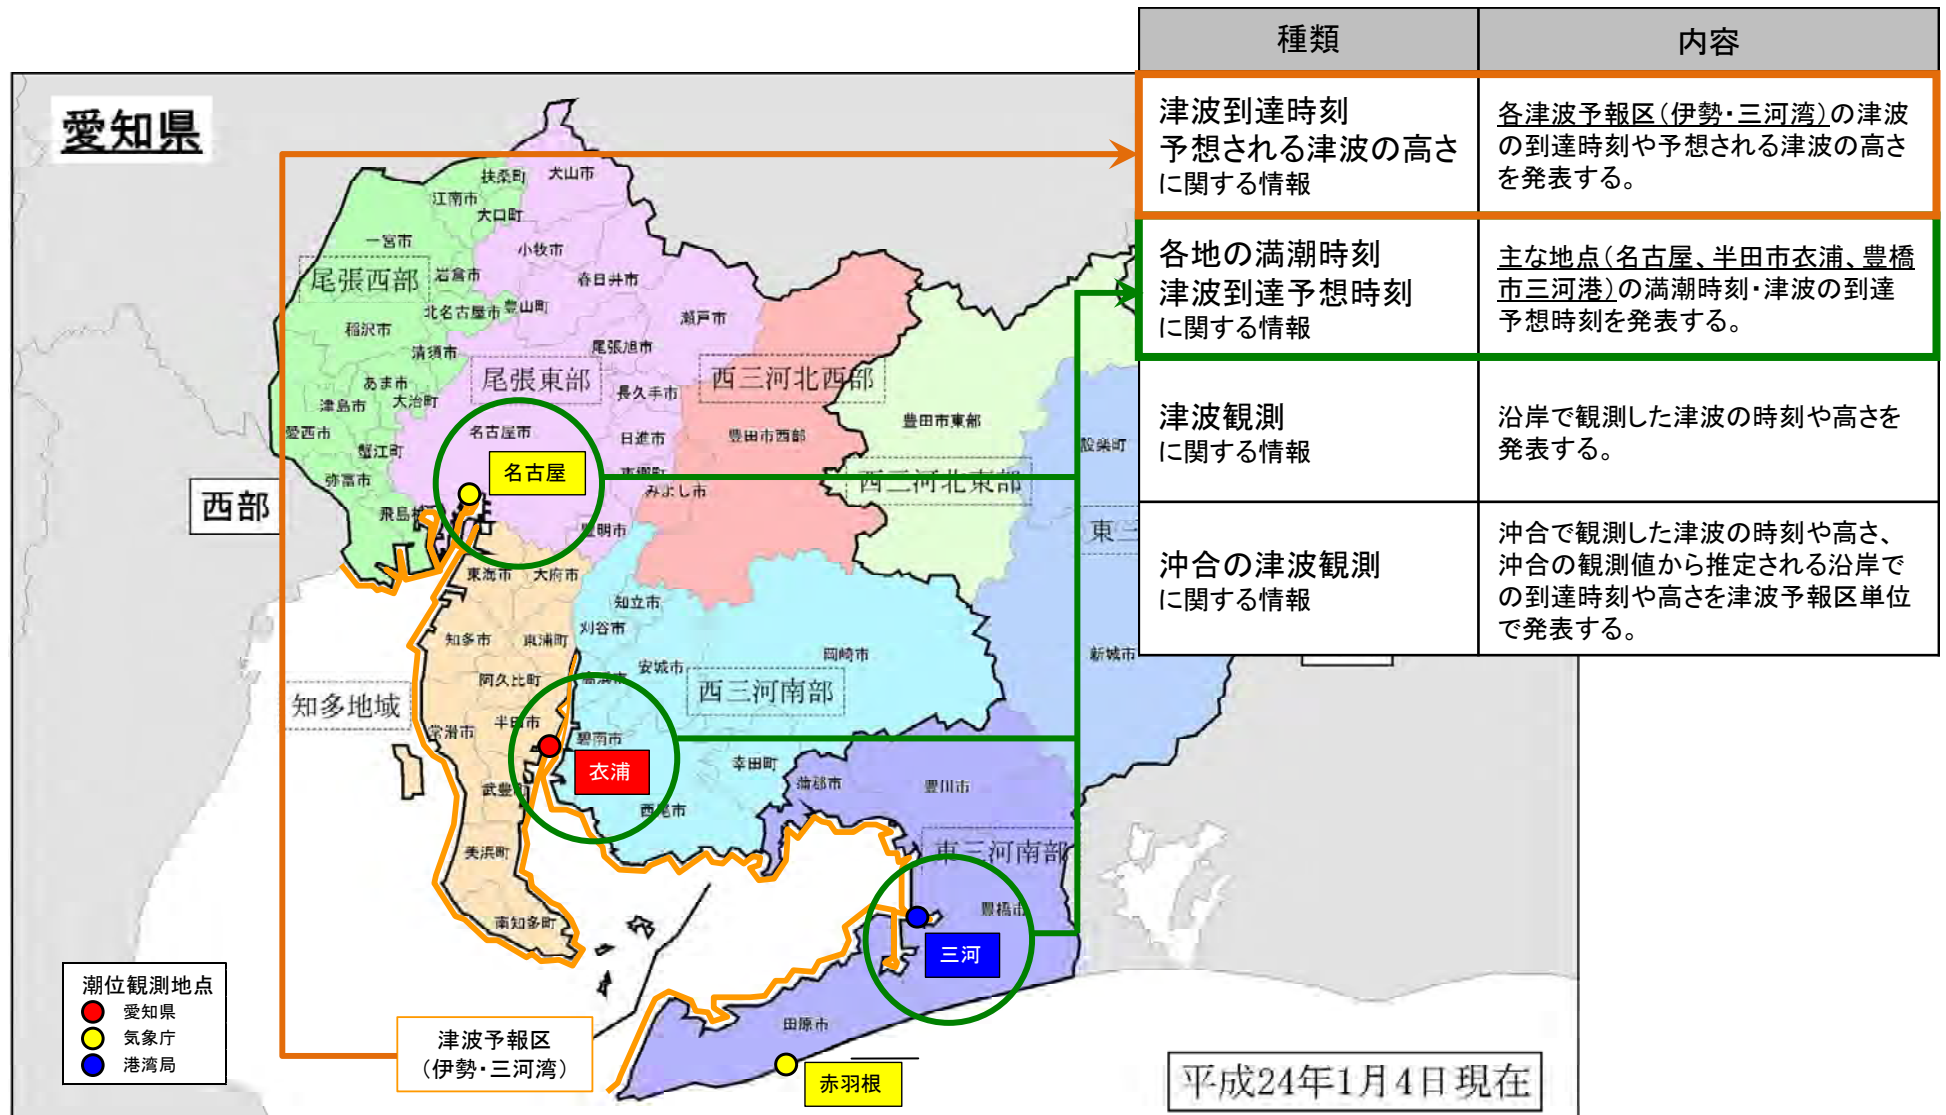 種類
内容
津波到達時刻
予想される津波の高さ
に関する情報
各津波予報区(伊勢・三河湾)の津波
の到達時刻や予想される津波の高さ
を発表する。
各地の満潮時刻
津波到達予想時刻
に関する情報
主な地点(名古屋、半田市衣浦、豊橋
市三河港)の満潮時刻・津波の到達
予想時刻を発表する。
津波観測
に関する情報
沿岸で観測した津波の時刻や高さを
発表する。
沖合の津波観測
に関する情報
沖合で観測した津波の時刻や高さ、
沖合の観測値から推定される沿岸で
の到達時刻や高さを津波予報区単位
で発表する。
愛知県
扶桑町
犬山市
江南市
大口町
一宮市
小牧市
尾張西部
岩倉市
春日井市
北名古屋市
豊山町
稲沢市
瀬戸市
清須市
尾張旭市
あま市
尾張東部
西三河北西部
津島市
大治町
長久手市
愛西市
名古屋市
日進市
豊田市西部
豊田市東部
設楽町
蟹江町
名古屋
弥富市
みよし市
西三河北東部
西部
飛島村
豊明市
東三
東海市
大府市
知立市
知多市
東浦町
刈谷市
安城市
岡崎市
新城市
阿久比町
高浜市
西三河南部
知多地域
常滑市
半田市
碧南市
衣浦
幸田町
蒲郡市
豊川市
武豊町
西尾市
美浜町
東三河南部
南知多町
豊橋市
三河
潮位観測地点
愛知県
気象庁
港湾局
津波予報区
(伊勢・三河湾)
田原市
赤羽根
平成24年1月4日現在